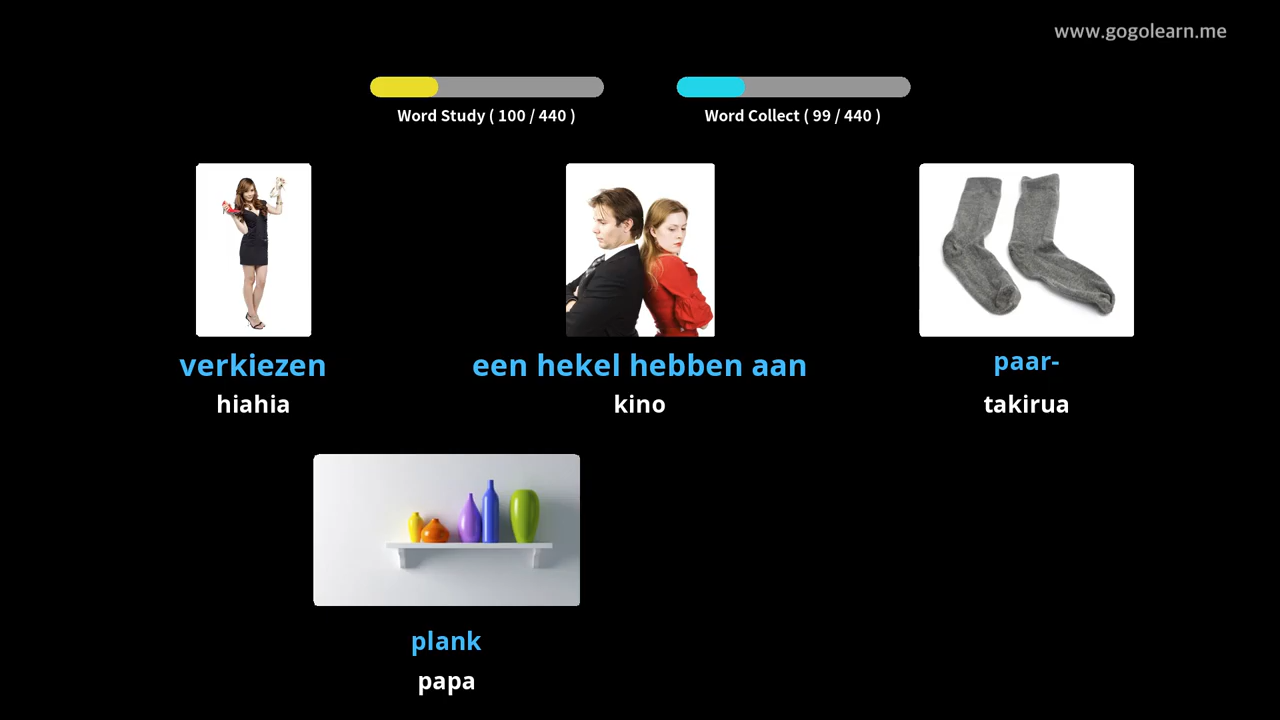 www.gogolearn.me
Word Study ( 100 / 440 )
Word Collect ( 99 / 440 )
verkiezen
hiahia
een hekel hebben aan
kino
paar-
takirua
plank
papa